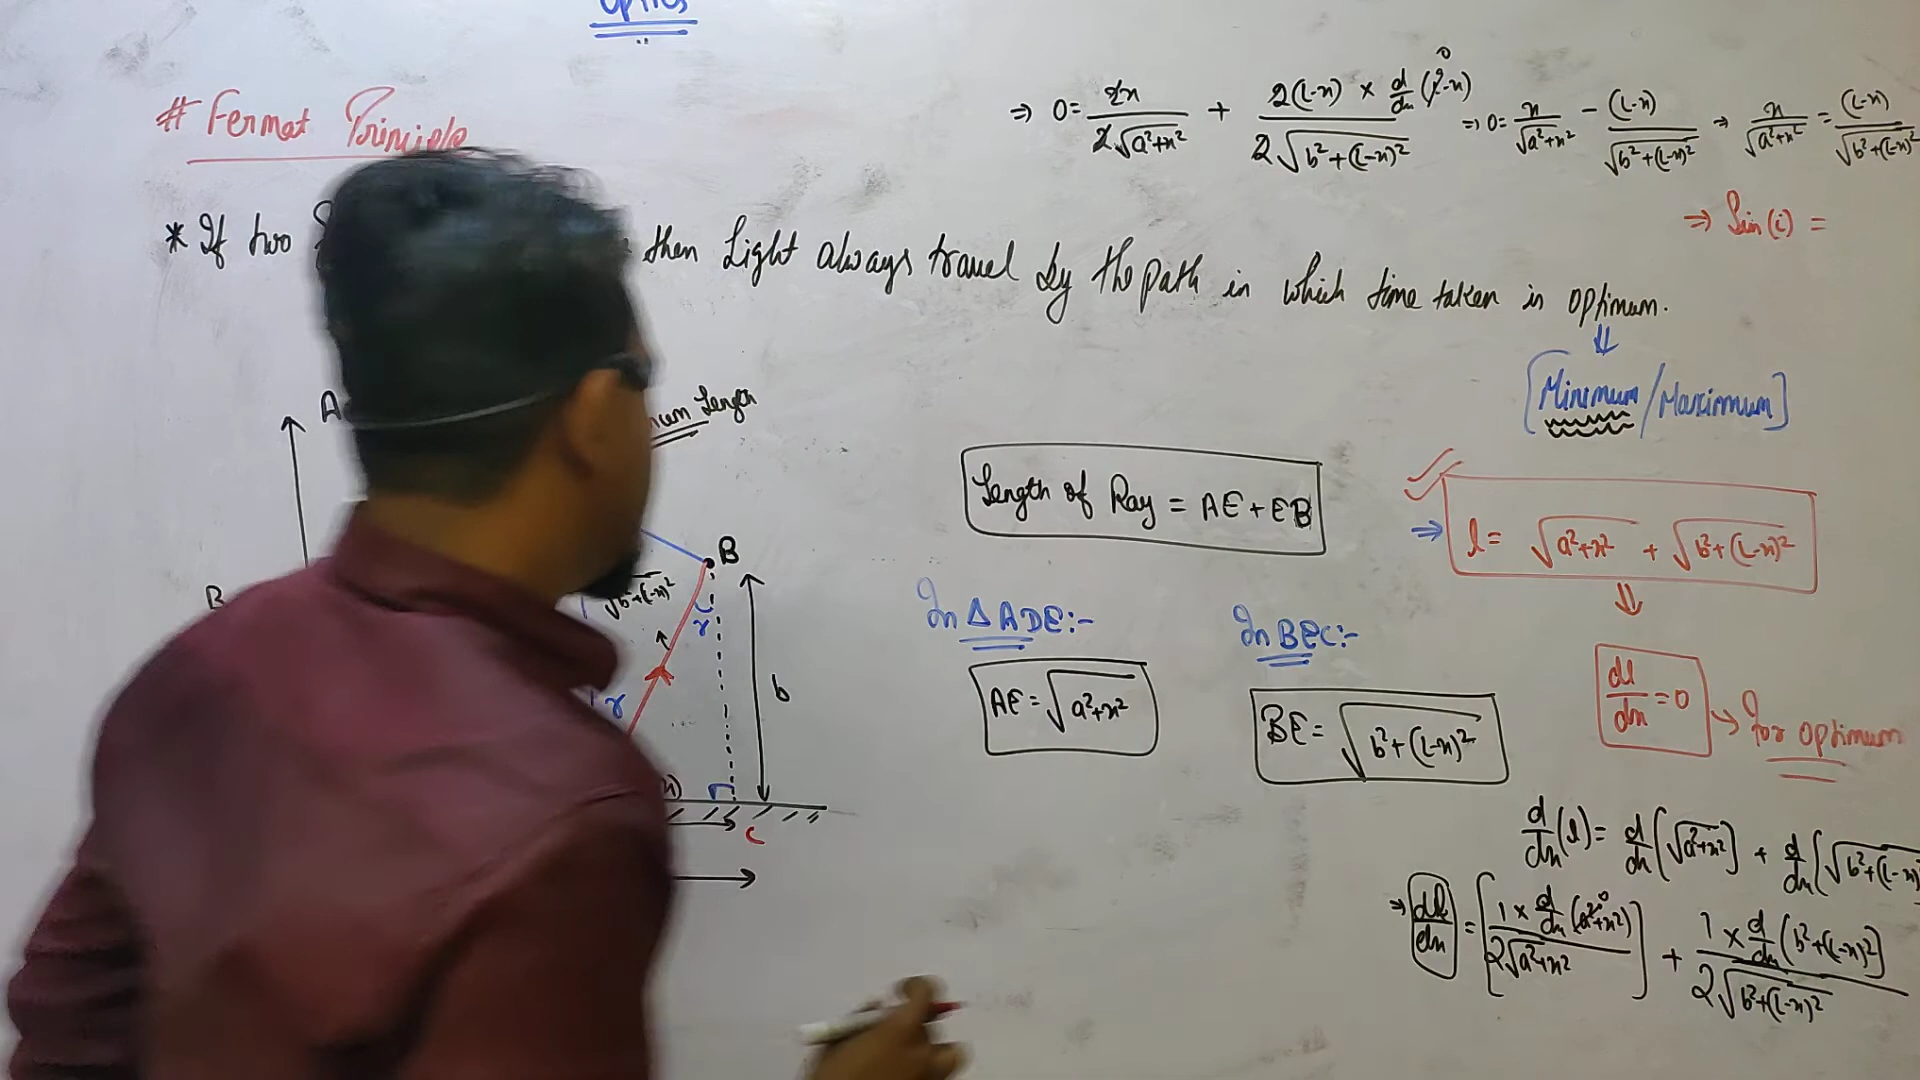 Optics
# Fermat Principle
⇒ 0 = 2x/2√(a²+x²) + 2(L-x) × d/dx(L-x)/2√(b²+(L-x)²) ⇒ 0 = x/√(a²+x²) - (L-x)/√(b²+(L-x)²) ⇒ x/√(a²+x²) = (L-x)/√(b²+(L-x)²)
⇒ Sin(i) =
* If two
then Light always travel by the path in which time taken is optimum.
⇓
[Minimum/Maximum]
A
Length
B
B
√(b²+(L-x)²)
r
r
b
C
Length of Ray = AE + EB
⇒ l = √(a²+x²) + √(b²+(L-x)²)
⇓
In Δ ADE:-
In BEC:-
AE = √(a²+x²)
BE = √(b²+(L-x)²)
dl/dx = 0 → for optimum
d/dx(l) = d/dx(√(a²+x²)) + d/dx(√(b²+(L-x)²
⇒ dl/dx = [1 × d/dx(a²+x²)/2√(a²+x²)] + 1 × d/dx(b²+(L-x)²)/2√(b²+(L-x)²)